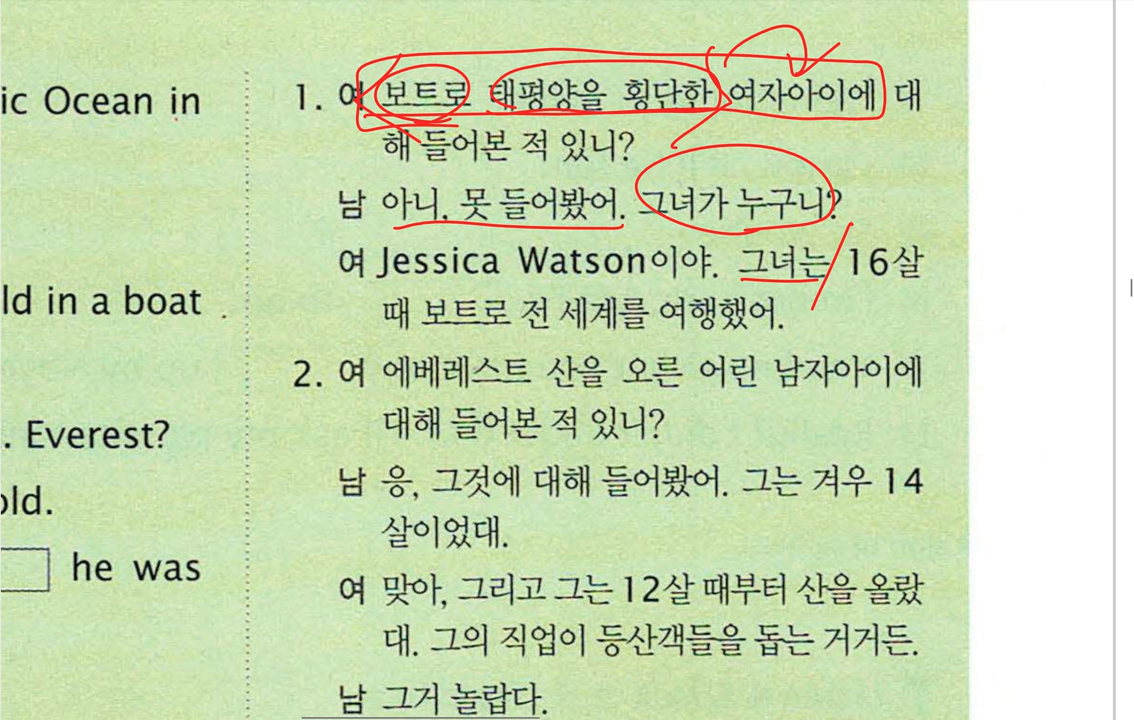 ic Ocean in
ld in a boat
. Everest?
old.
he was
1. 여 보트로 태평양을 횡단한 여자아이에 대
해 들어본 적 있니?
남 아니, 못 들어봤어. 그녀가 누구니?
여 Jessica Watson이야. 그녀는 16살
때 보트로 전 세계를 여행했어.
2. 여 에베레스트 산을 오른 어린 남자아이에
대해 들어본 적 있니?
남 응, 그것에 대해 들어봤어. 그는 겨우 14
살이었대.
여 맞아, 그리고 그는 12살 때부터 산을 올랐
대. 그의 직업이 등산객들을 돕는 거거든.
남 그거 놀랍다.